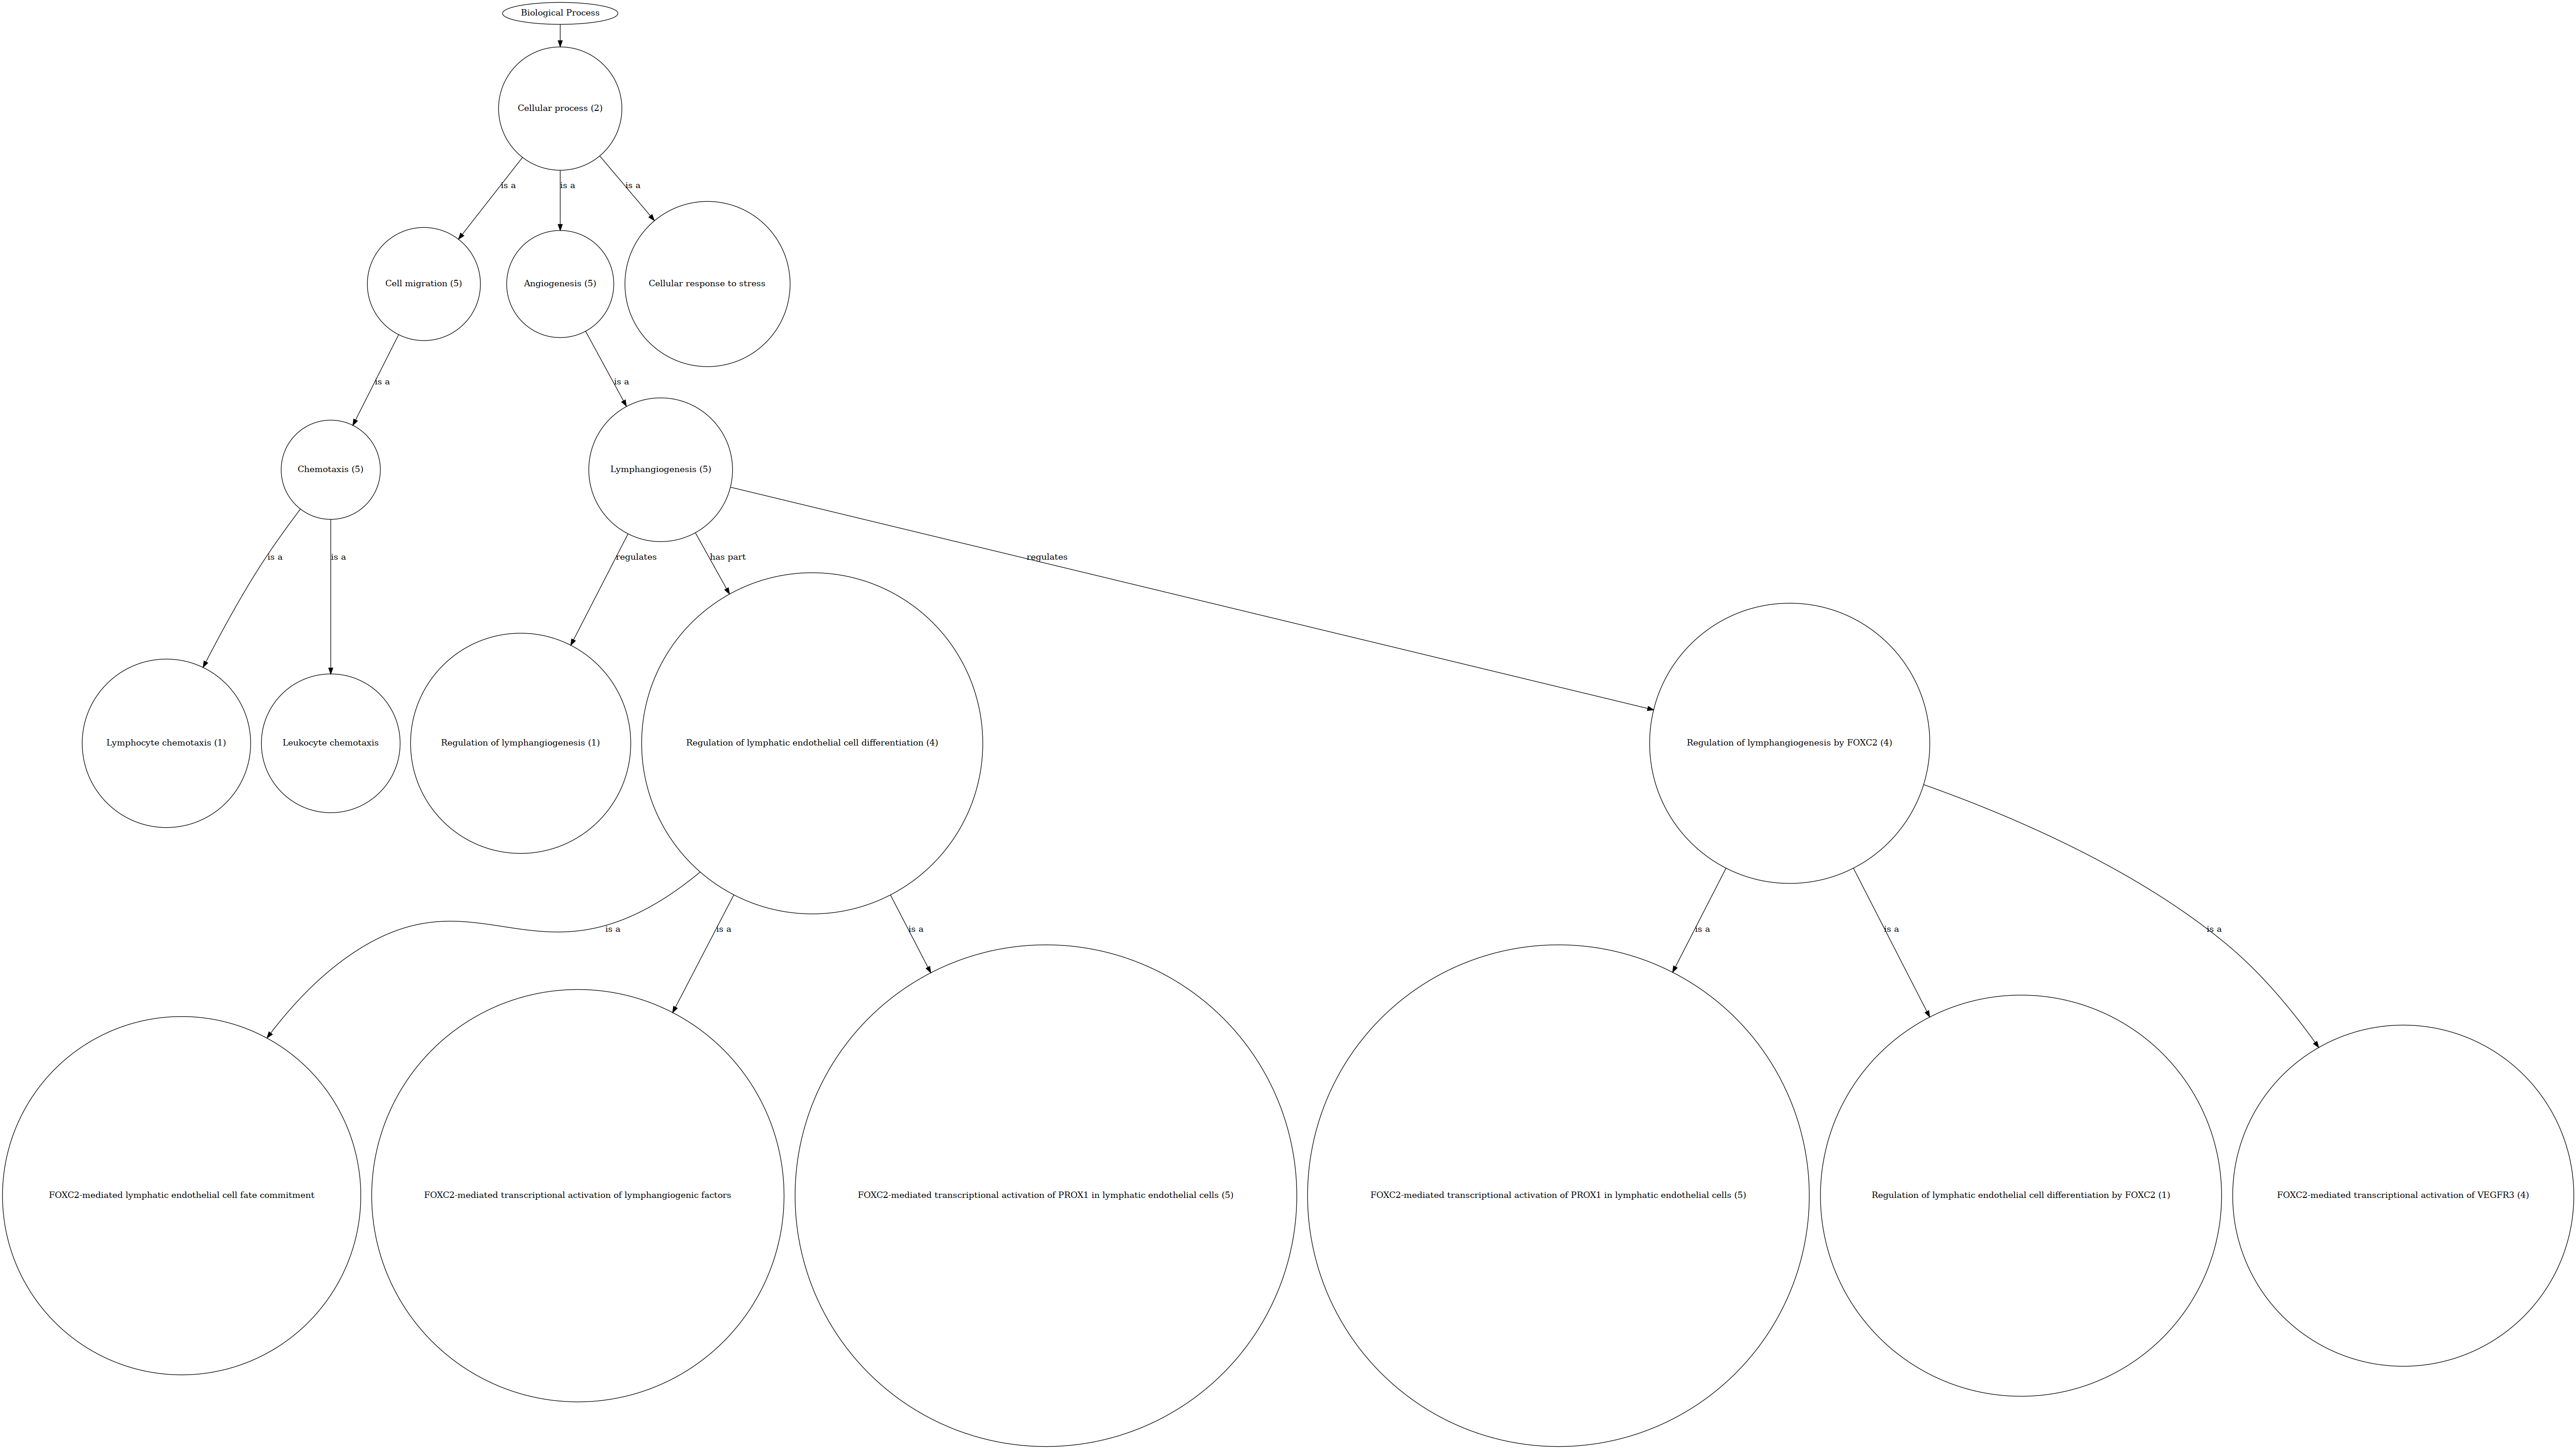 Biological Process
Cellular process (2)
is a
is a
is a
Cell migration (5)
Angiogenesis (5)
Cellular response to stress
is a
is a
Chemotaxis (5)
Lymphangiogenesis (5)
is a
is a
regulates
has part
regulates
Lymphocyte chemotaxis (1)
Leukocyte chemotaxis
Regulation of lymphangiogenesis (1)
Regulation of lymphatic endothelial cell differentiation (4)
Regulation of lymphangiogenesis by FOXC2 (4)
is a
is a
is a
is a
is a
is a
FOXC2-mediated lymphatic endothelial cell fate commitment
FOXC2-mediated transcriptional activation of lymphangiogenic factors
FOXC2-mediated transcriptional activation of PROX1 in lymphatic endothelial cells (5)
FOXC2-mediated transcriptional activation of PROX1 in lymphatic endothelial cells (5)
Regulation of lymphatic endothelial cell differentiation by FOXC2 (1)
FOXC2-mediated transcriptional activation of VEGFR3 (4)